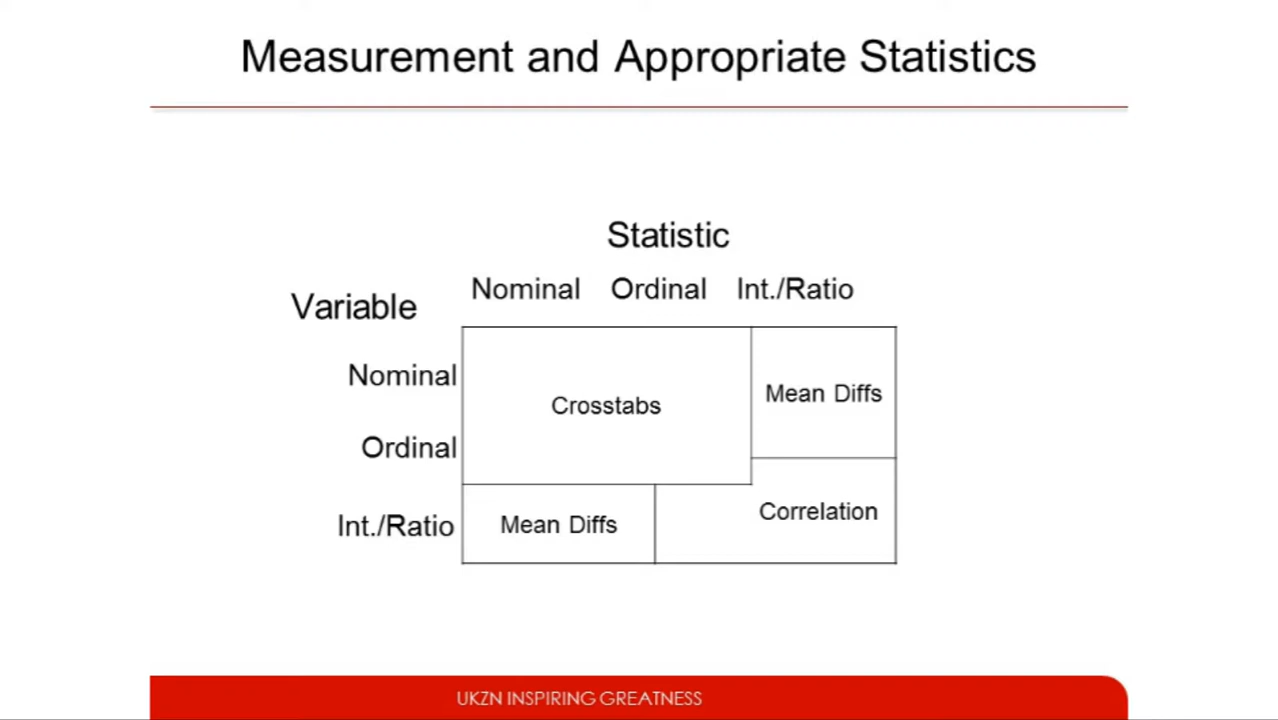 Measurement and Appropriate Statistics
Statistic
Nominal Ordinal Int./Ratio
Variable
Nominal
Crosstabs
Mean Diffs
Ordinal
Int./Ratio
Mean Diffs
Correlation
UKZN INSPIRING GREATNESS